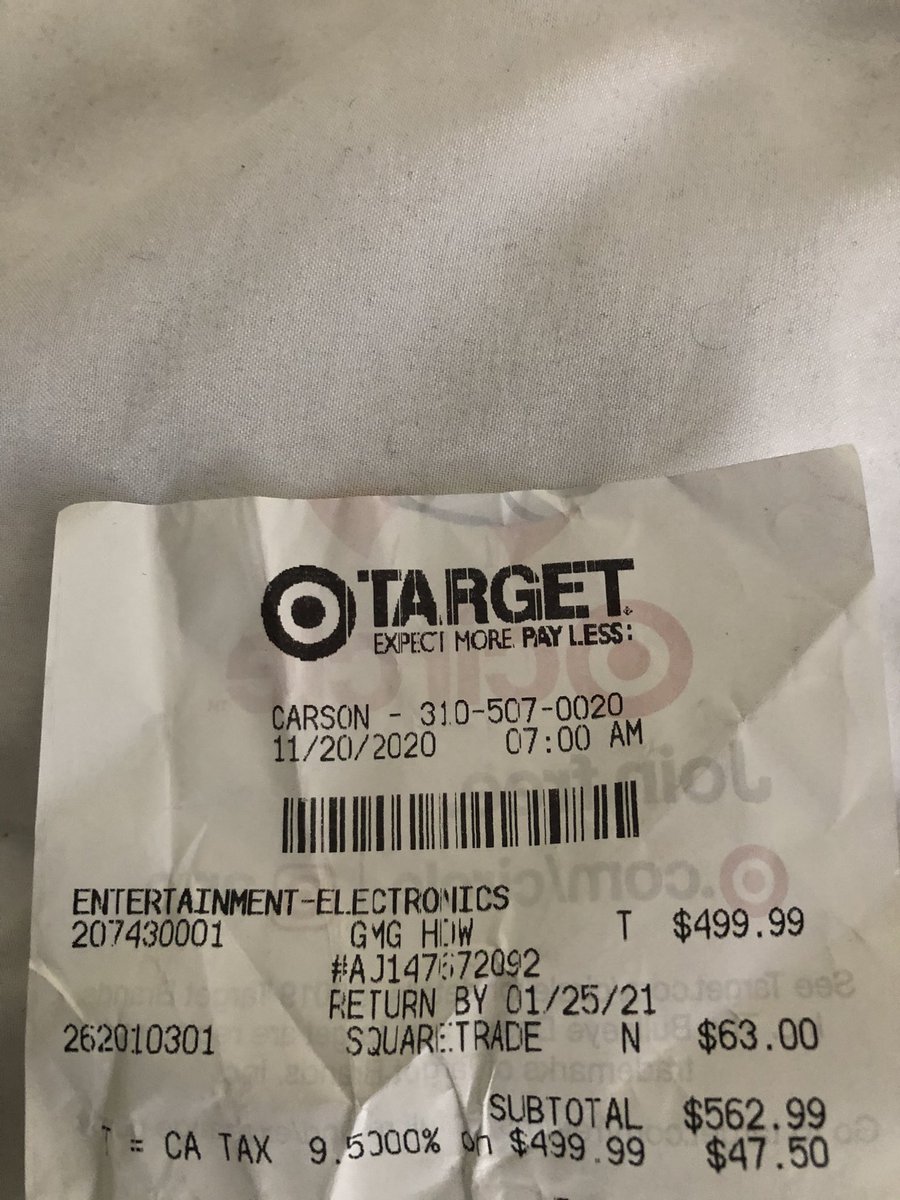 TARGET
EXPECT MORE. PAY LESS.
CARSON - 310-507-0020
11/20/2020 07:00 AM
ENTERTAINMENT-ELECTRONICS
207430001 GMG HDW T $499.99
#AJ147672092
RETURN BY 01/25/21
262010301 SQUARETRADE N $63.00
SUBTOTAL $562.99
T = CA TAX 9.5000% on $499.99 $47.50